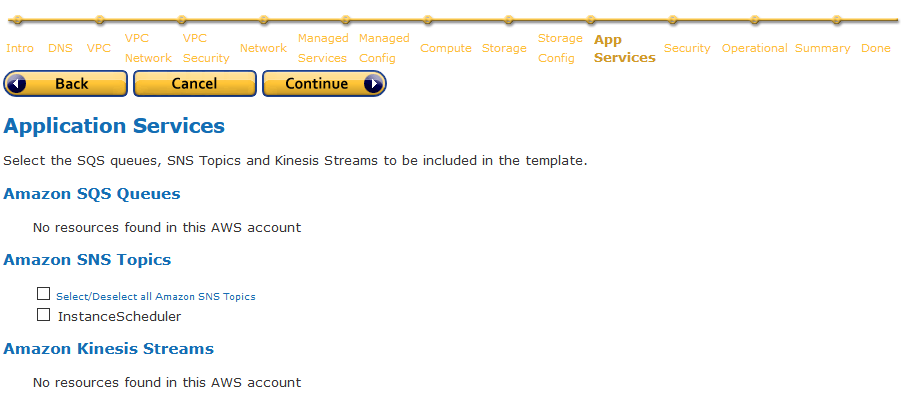 Intro DNS VPC VPC Network VPC Security Network Managed Services Managed Config Compute Storage Storage Config App Services Security Operational Summary Done
Back Cancel Continue
Application Services
Select the SQS queues, SNS Topics and Kinesis Streams to be included in the template.
Amazon SQS Queues
No resources found in this AWS account
Amazon SNS Topics
Select/Deselect all Amazon SNS Topics
InstanceScheduler
Amazon Kinesis Streams
No resources found in this AWS account